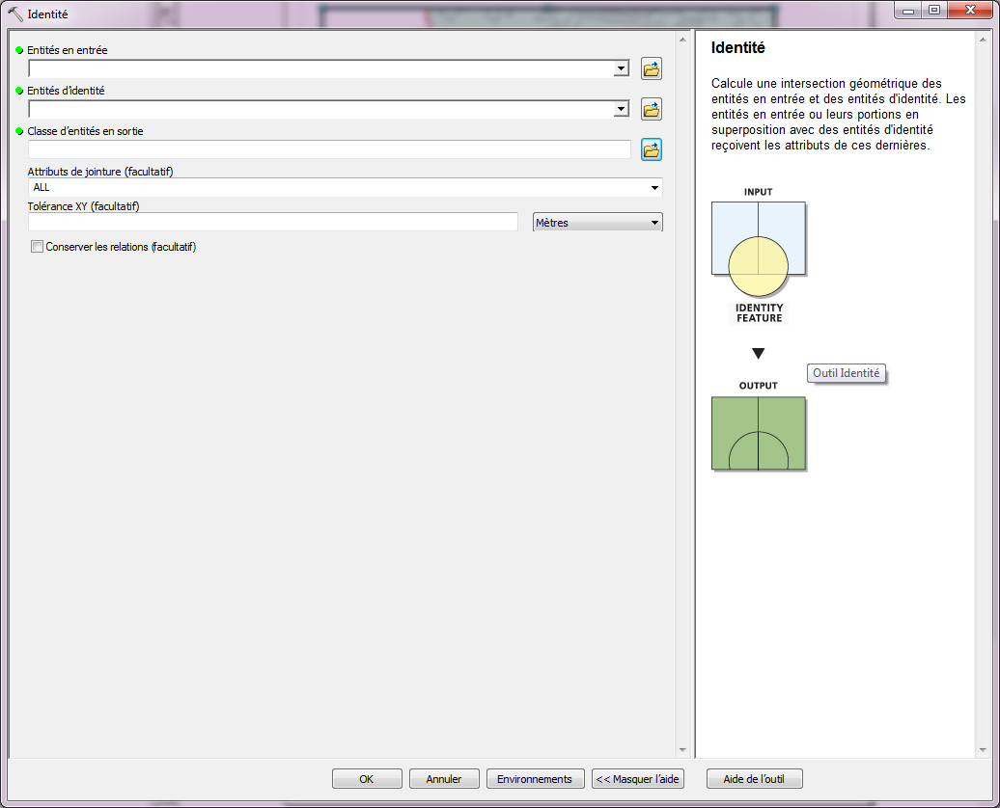 Identité
Entités en entrée
Entités d'identité
Classe d'entités en sortie
Attributs de jointure (facultatif)
ALL
Tolérance XY (facultatif)
Mètres
Conserver les relations (facultatif)
Identité
Calcule une intersection géométrique des
entités en entrée et des entités d'identité. Les
entités en entrée ou leurs portions en
superposition avec des entités d'identité
reçoivent les attributs de ces dernières.
INPUT
IDENTITY
FEATURE
Outil Identité
OUTPUT
OK
Annuler
Environnements
<< Masquer l'aide
Aide de l'outil